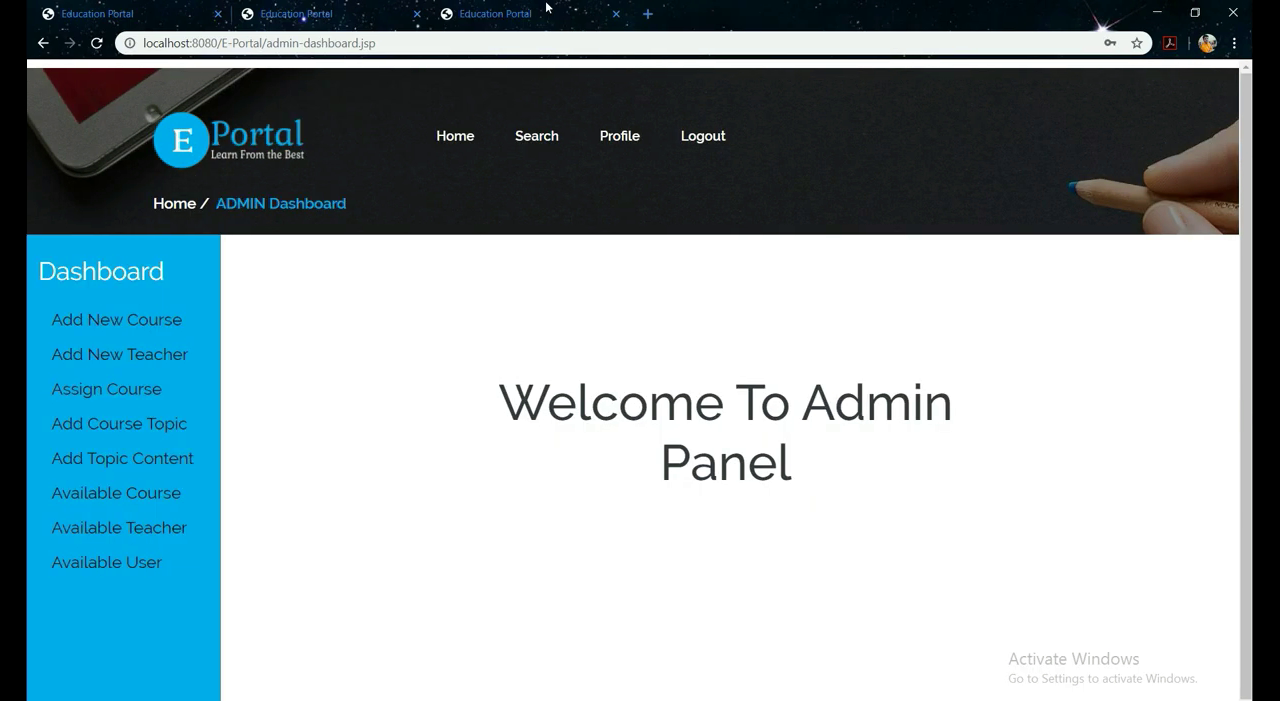 Education Portal
Education Portal
Education Portal
localhost:8080/E-Portal/admin-dashboard.jsp
E Portal
Learn From the Best
Home Search Profile Logout
Home / ADMIN Dashboard
Dashboard
Add New Course
Add New Teacher
Assign Course
Add Course Topic
Add Topic Content
Available Course
Available Teacher
Available User
Welcome To Admin
Panel
Activate Windows
Go to Settings to activate Windows.